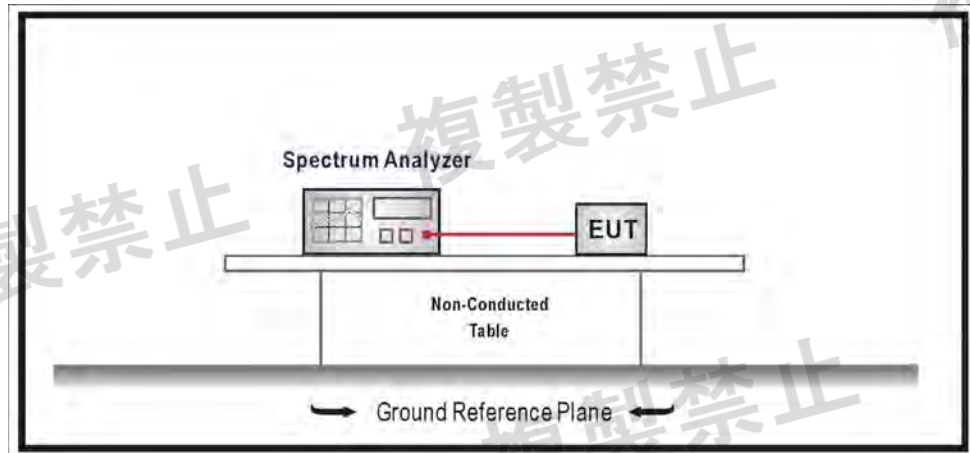 複製禁止
Spectrum Analyzer
製禁止
EUT
Non-Conducted
Table
Ground Reference Plane
複製禁止